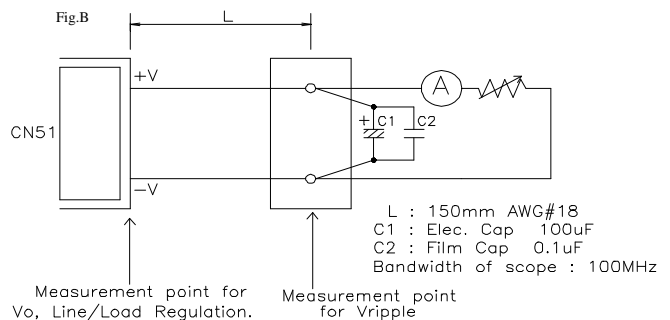 Fig.B
L
+V
CN51
-V
A
+ C1 C2
L : 150mm AWG#18
C1 : Elec. Cap 100uF
C2 : Film Cap 0.1uF
Bandwidth of scope : 100MHz
Measurement point for
Vo, Line/Load Regulation.
Measurement point
for Vripple